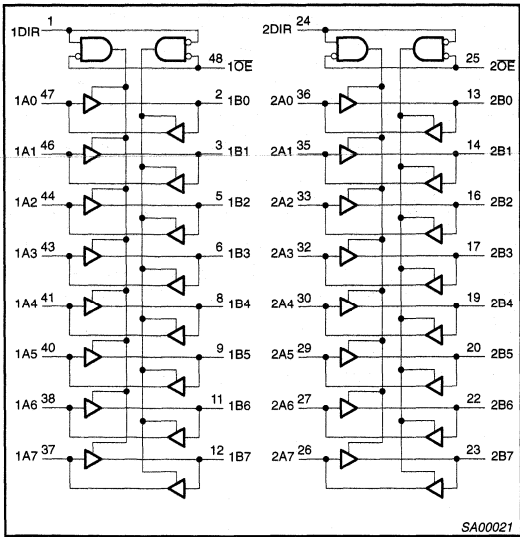 1DIR 1 2DIR 24
48 1O̅E̅ 25 2O̅E̅
1A0 47 2 1B0 2A0 36 13 2B0
1A1 46 3 1B1 2A1 35 14 2B1
1A2 44 5 1B2 2A2 33 16 2B2
1A3 43 6 1B3 2A3 32 17 2B3
1A4 41 8 1B4 2A4 30 19 2B4
1A5 40 9 1B5 2A5 29 20 2B5
1A6 38 11 1B6 2A6 27 22 2B6
1A7 37 12 1B7 2A7 26 23 2B7
SA00021